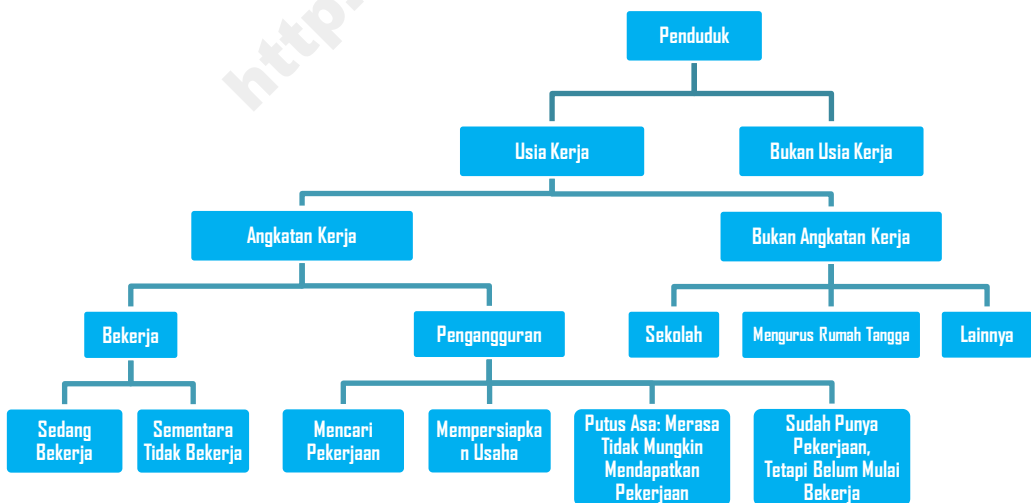 http:
Penduduk
Usia Kerja
Bukan Usia Kerja
Angkatan Kerja
Bukan Angkatan Kerja
Bekerja
Pengangguran
Sekolah
Mengurus Rumah Tangga
Lainnya
Sedang
Bekerja
Sementara
Tidak Bekerja
Mencari
Pekerjaan
Mempersiapka
n Usaha
Putus Asa: Merasa
Tidak Mungkin
Mendapatkan
Pekerjaan
Sudah Punya
Pekerjaan,
Tetapi Belum Mulai
Bekerja